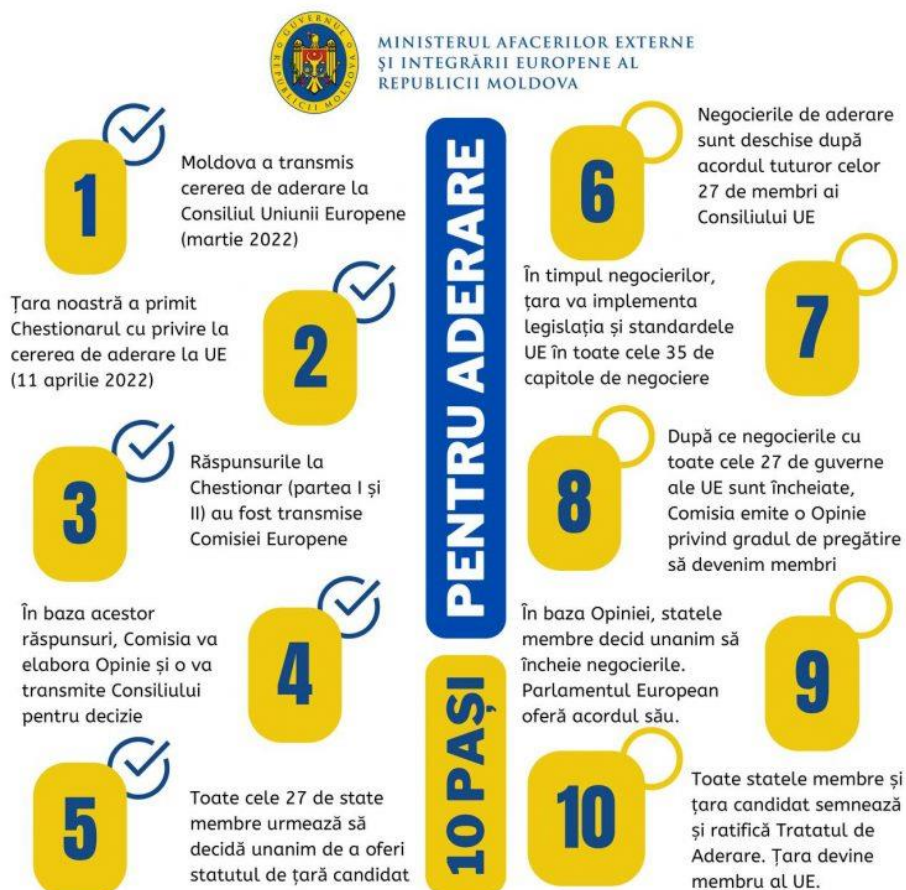 GUVERNUL
REPUBLICII MOLDOVA
MINISTERUL AFACERILOR EXTERNE
ȘI INTEGRĂRII EUROPENE AL
REPUBLICII MOLDOVA
10 PAȘI PENTRU ADERARE
1
Moldova a transmis
cererea de aderare la
Consiliul Uniunii Europene
(martie 2022)
2
Țara noastră a primit
Chestionarul cu privire la
cererea de aderare la UE
(11 aprilie 2022)
3
Răspunsurile la
Chestionar (partea I și
II) au fost transmise
Comisiei Europene
4
În baza acestor
răspunsuri, Comisia va
elabora Opinie și o va
transmite Consiliului
pentru decizie
5
Toate cele 27 de state
membre urmează să
decidă unanim de a oferi
statutul de țară candidat
6
Negocierile de aderare
sunt deschise după
acordul tuturor celor
27 de membri ai
Consiliului UE
7
În timpul negocierilor,
țara va implementa
legislația și standardele
UE în toate cele 35 de
capitole de negociere
8
După ce negocierile cu
toate cele 27 de guverne
ale UE sunt încheiate,
Comisia emite o Opinie
privind gradul de pregătire
să devenim membri
9
În baza Opiniei, statele
membre decid unanim să
încheie negocierile.
Parlamentul European
oferă acordul său.
10
Toate statele membre și
țara candidat semnează
și ratifică Tratatul de
Aderare. Țara devine
membru al UE.